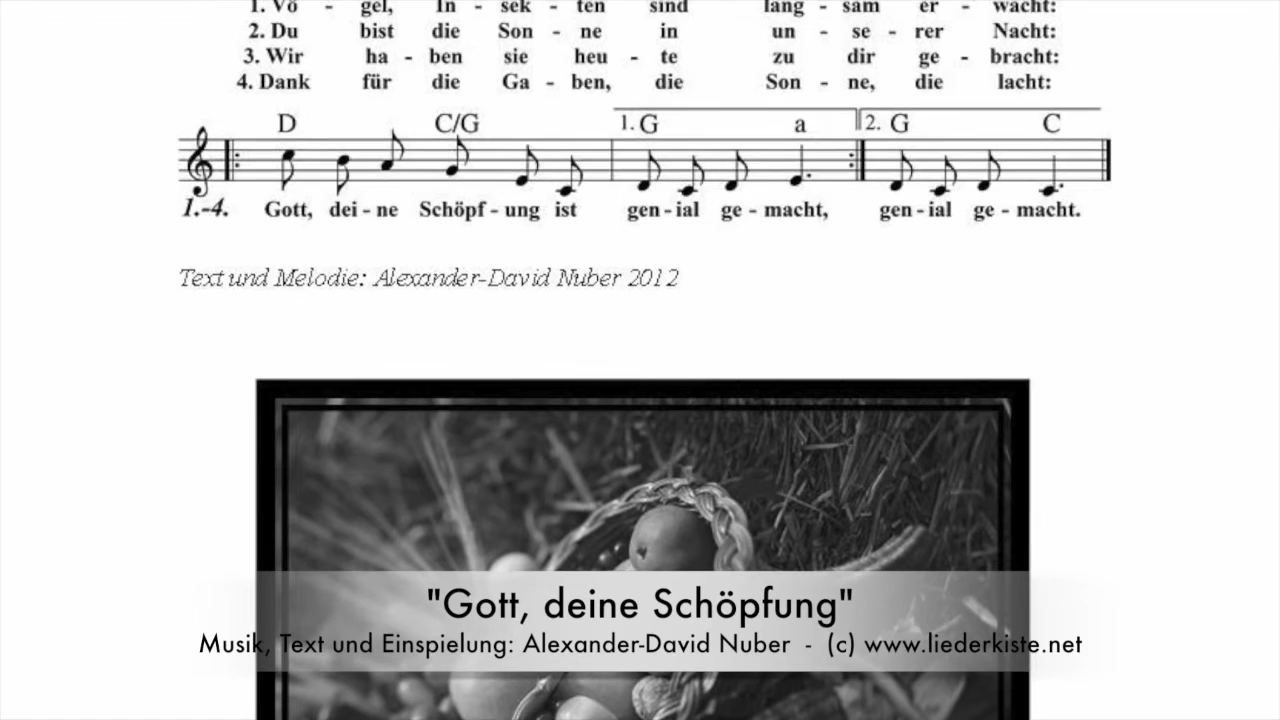 1. Vö - gel, In - sek - ten sind lang - sam er - wacht:
2. Du bist die Son - ne in un - se - rer Nacht:
3. Wir ha - ben sie heu - te zu dir ge - bracht:
4. Dank für die Ga - ben, die Son - ne, die lacht:
D C/G 1. G a 2. G C
1.-4. Gott, dei - ne Schöpf - ung ist gen - ial ge - macht, gen - ial ge - macht.
Text und Melodie: Alexander-David Nuber 2012
"Gott, deine Schöpfung"
Musik, Text und Einspielung: Alexander-David Nuber - (c) www.liederkiste.net